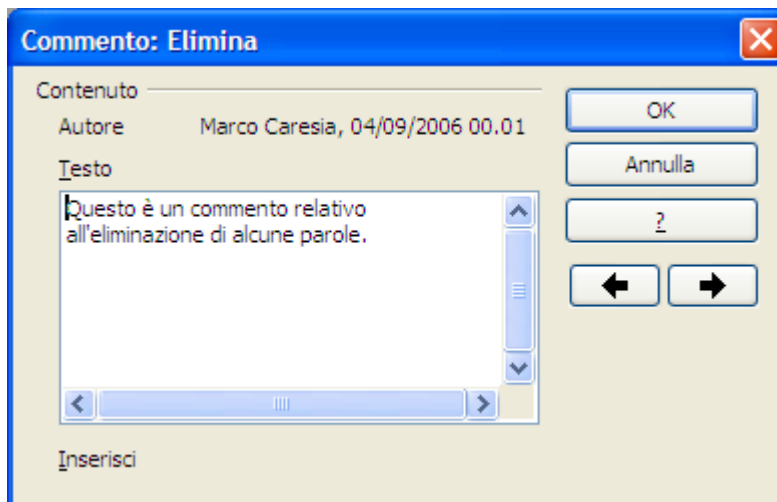 Commento: Elimina
Contenuto
Autore Marco Caresia, 04/09/2006 00.01
Testo
Questo è un commento relativo
all'eliminazione di alcune parole.
Inserisci
OK
Annulla
?